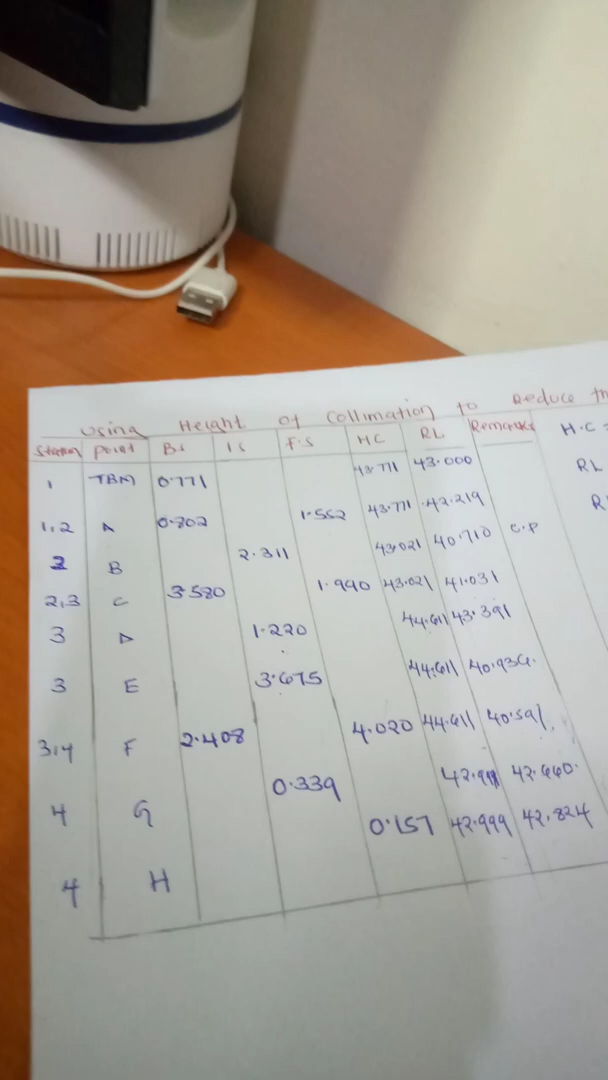 Using Height of Collimation to Reduce th
Station point Bs IS F.S HC RL Remarks H.C =
1 TBM 0.771 43.771 43.000 RL
1,2 A 0.802 1.552 43.771 42.219 R
2 B 2.311 43.021 40.710 C.P
2,3 C 3.580 1.990 43.021 41.031
3 D 1.220 44.611 43.391
3 E 3.675 44.611 40.936.
3,4 F 2.408 4.020 44.611 40.591.
4 G 0.339 42.999 42.660.
4 H 0.157 42.999 42.824